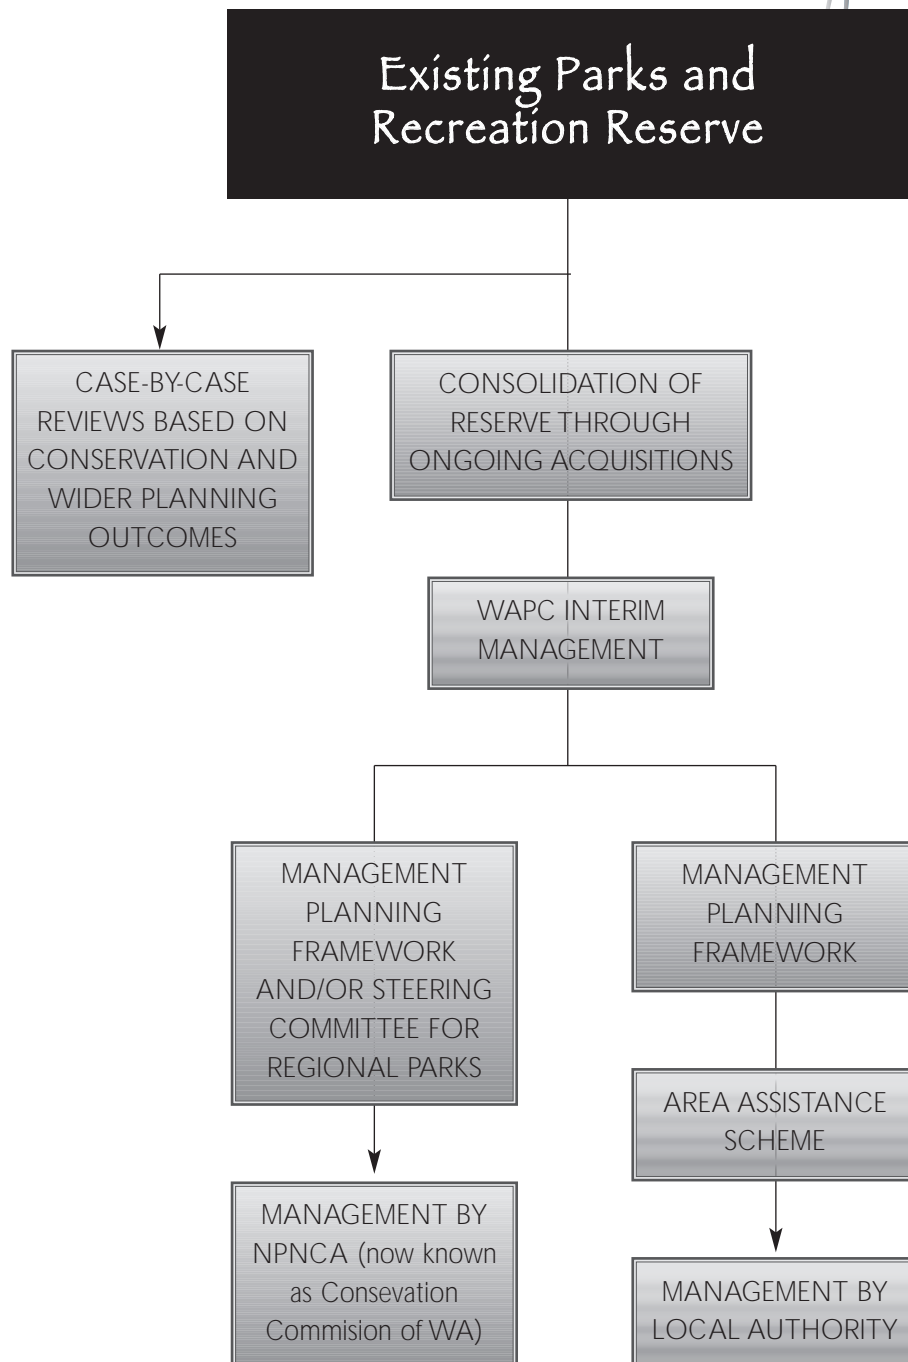 Existing Parks and
Recreation Reserve
CASE-BY-CASE
REVIEWS BASED ON
CONSERVATION AND
WIDER PLANNING
OUTCOMES
CONSOLIDATION OF
RESERVE THROUGH
ONGOING ACQUISITIONS
WAPC INTERIM
MANAGEMENT
MANAGEMENT
PLANNING
FRAMEWORK
AND/OR STEERING
COMMITTEE FOR
REGIONAL PARKS
MANAGEMENT
PLANNING
FRAMEWORK
AREA ASSISTANCE
SCHEME
MANAGEMENT BY
NPNCA (now known
as Consevation
Commision of WA)
MANAGEMENT BY
LOCAL AUTHORITY